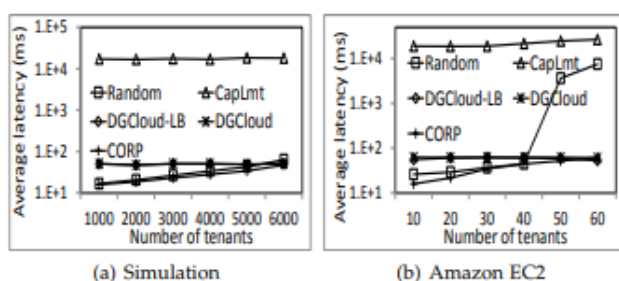 Average latency (ms)
1.E+5
1.E+4
1.E+3
1.E+2
1.E+1
Random
CapLmt
DGCloud-LB
DGCloud
CORP
1000 2000 3000 4000 5000 6000
Number of tenants
(a) Simulation
Average latency (ms)
1.E+4
1.E+3
1.E+2
1.E+1
Random
CapLmt
DGCloud-LB
DGCloud
CORP
10 20 30 40 50 60
Number of tenants
(b) Amazon EC2